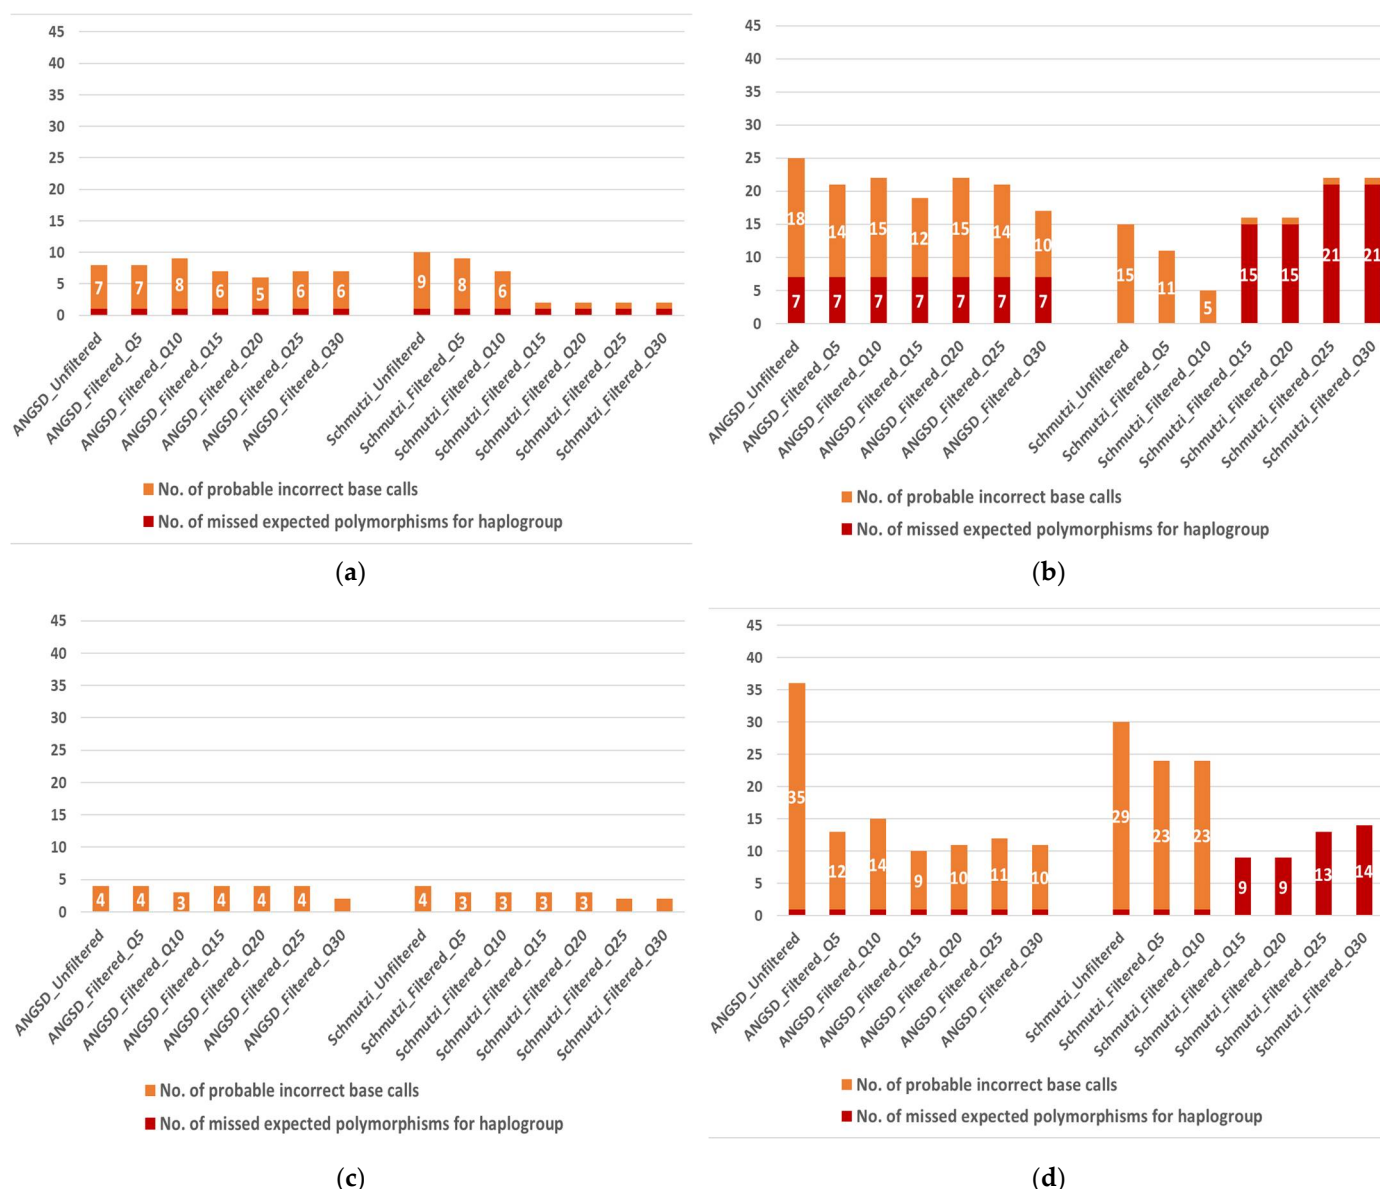 45
40
35
30
25
20
15
10
5
0
7 7 8 6 5 6 6 9 8 6
ANGSD_Unfiltered
ANGSD_Filtered_Q5
ANGSD_Filtered_Q10
ANGSD_Filtered_Q15
ANGSD_Filtered_Q20
ANGSD_Filtered_Q25
ANGSD_Filtered_Q30
Schmutzi_Unfiltered
Schmutzi_Filtered_Q5
Schmutzi_Filtered_Q10
Schmutzi_Filtered_Q15
Schmutzi_Filtered_Q20
Schmutzi_Filtered_Q25
Schmutzi_Filtered_Q30
No. of probable incorrect base calls
No. of missed expected polymorphisms for haplogroup
(a)
45
40
35
30
25
20
15
10
5
0
18 14 15 12 15 14 10 15 11 5 15 15 21 21
7 7 7 7 7 7 7
ANGSD_Unfiltered
ANGSD_Filtered_Q5
ANGSD_Filtered_Q10
ANGSD_Filtered_Q15
ANGSD_Filtered_Q20
ANGSD_Filtered_Q25
ANGSD_Filtered_Q30
Schmutzi_Unfiltered
Schmutzi_Filtered_Q5
Schmutzi_Filtered_Q10
Schmutzi_Filtered_Q15
Schmutzi_Filtered_Q20
Schmutzi_Filtered_Q25
Schmutzi_Filtered_Q30
No. of probable incorrect base calls
No. of missed expected polymorphisms for haplogroup
(b)
45
40
35
30
25
20
15
10
5
0
4 4 3 4 4 4 4 3 3 3 3
ANGSD_Unfiltered
ANGSD_Filtered_Q5
ANGSD_Filtered_Q10
ANGSD_Filtered_Q15
ANGSD_Filtered_Q20
ANGSD_Filtered_Q25
ANGSD_Filtered_Q30
Schmutzi_Unfiltered
Schmutzi_Filtered_Q5
Schmutzi_Filtered_Q10
Schmutzi_Filtered_Q15
Schmutzi_Filtered_Q20
Schmutzi_Filtered_Q25
Schmutzi_Filtered_Q30
No. of probable incorrect base calls
No. of missed expected polymorphisms for haplogroup
(c)
45
40
35
30
25
20
15
10
5
0
35 12 14 9 10 11 10 29 23 23 9 9 13 14
ANGSD_Unfiltered
ANGSD_Filtered_Q5
ANGSD_Filtered_Q10
ANGSD_Filtered_Q15
ANGSD_Filtered_Q20
ANGSD_Filtered_Q25
ANGSD_Filtered_Q30
Schmutzi_Unfiltered
Schmutzi_Filtered_Q5
Schmutzi_Filtered_Q10
Schmutzi_Filtered_Q15
Schmutzi_Filtered_Q20
Schmutzi_Filtered_Q25
Schmutzi_Filtered_Q30
No. of probable incorrect base calls
No. of missed expected polymorphisms for haplogroup
(d)